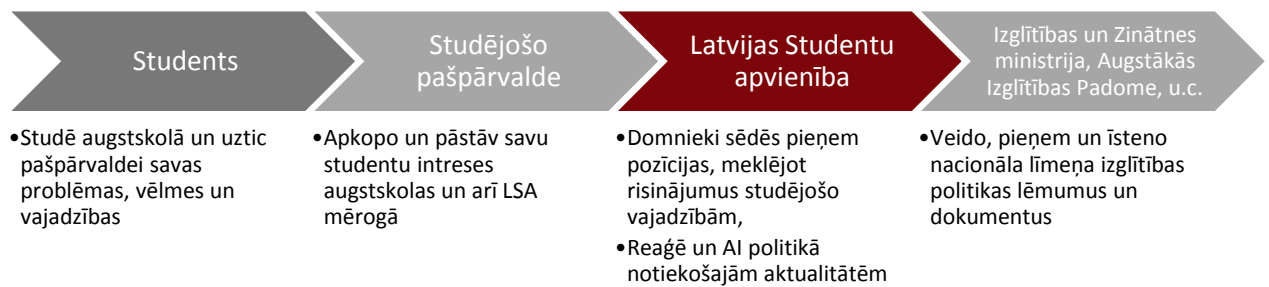 Students
Studējošo
pašpārvalde
Latvijas Studentu
apvienība
Izglītības un Zinātnes
ministrija, Augstākās
Izglītības Padome, u.c.
•Studē augstskolā un uztic
pašpārvaldei savas
problēmas, vēlmes un
vajadzības
•Apkopo un pāstāv savu
studentu intreses
augstskolas un arī LSA
mērogā
•Domnieki sēdēs pieņem
pozīcijas, meklējot
risinājumus studējošo
vajadzībām,
•Reaģē un AI politikā
notiekošajām aktualitātēm
•Veido, pieņem un īsteno
nacionāla līmeņa izglītības
politikas lēmumus un
dokumentus